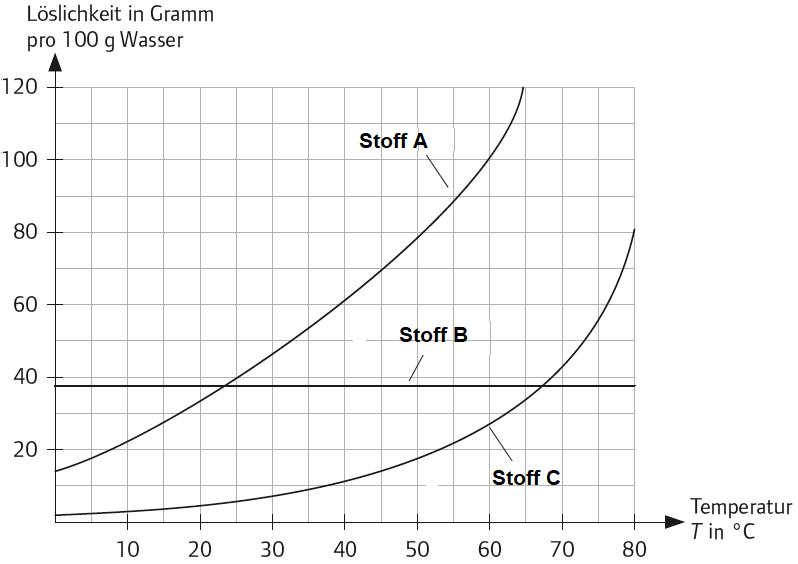 Löslichkeit in Gramm
pro 100 g Wasser
120
100
80
60
40
20
Stoff A
Stoff B
Stoff C
10 20 30 40 50 60 70 80
Temperatur
T in °C